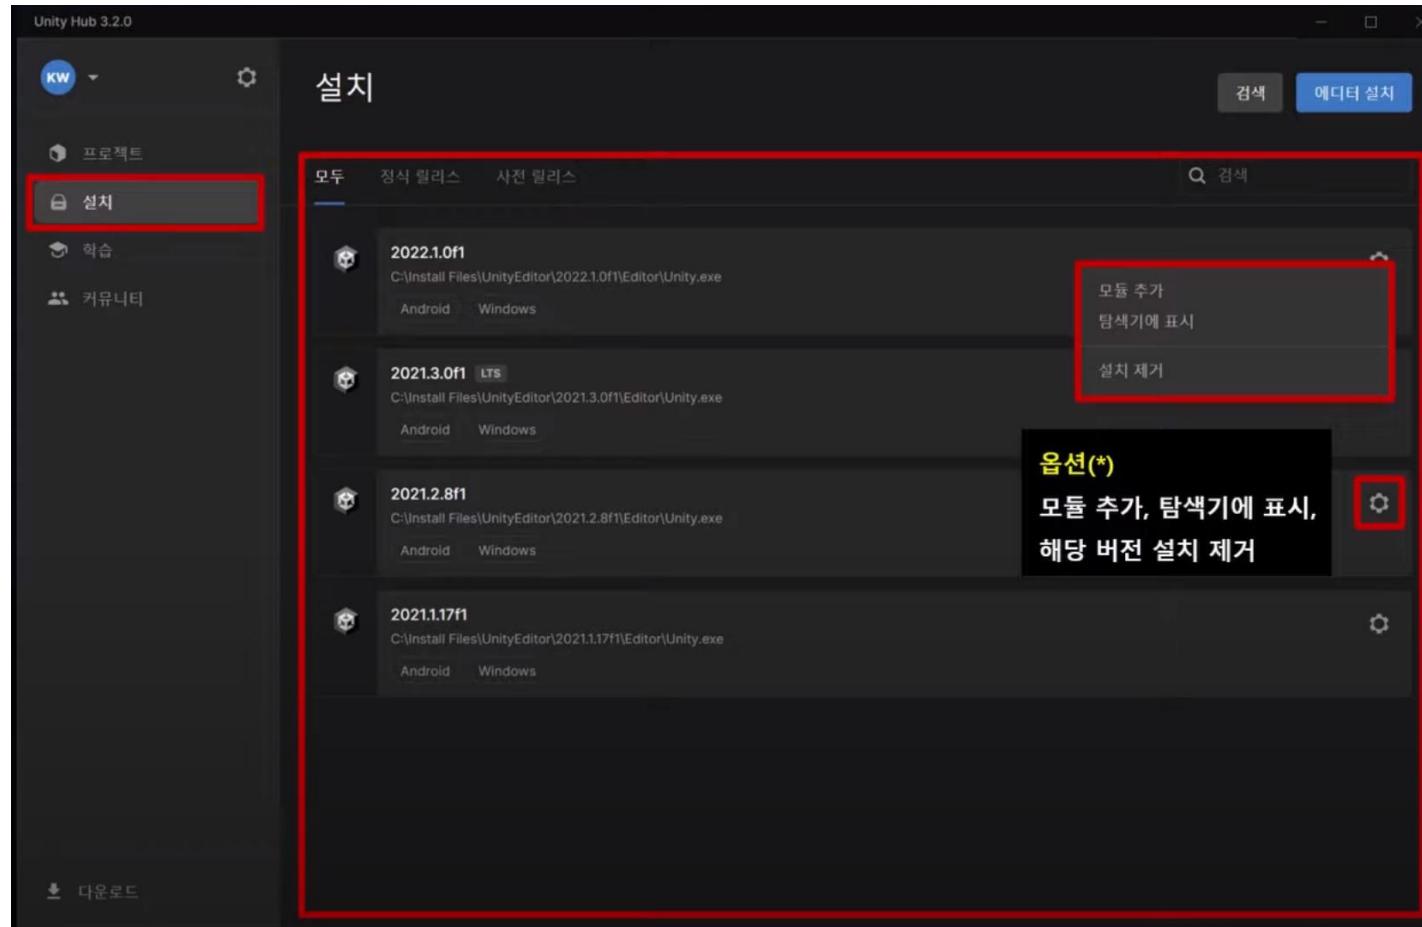 Unity Hub 3.2.0
KW
설치
검색
에디터 설치
프로젝트
설치
학습
커뮤니티
다운로드
모두 정식 릴리스 사전 릴리스
검색
2022.1.0f1
C:\Install Files\UnityEditor\2022.1.0f1\Editor\Unity.exe
Android Windows
모듈 추가
탐색기에 표시
설치 제거
2021.3.0f1 LTS
C:\Install Files\UnityEditor\2021.3.0f1\Editor\Unity.exe
Android Windows
옵션(*)
모듈 추가, 탐색기에 표시,
해당 버전 설치 제거
2021.2.8f1
C:\Install Files\UnityEditor\2021.2.8f1\Editor\Unity.exe
Android Windows
2021.1.17f1
C:\Install Files\UnityEditor\2021.1.17f1\Editor\Unity.exe
Android Windows